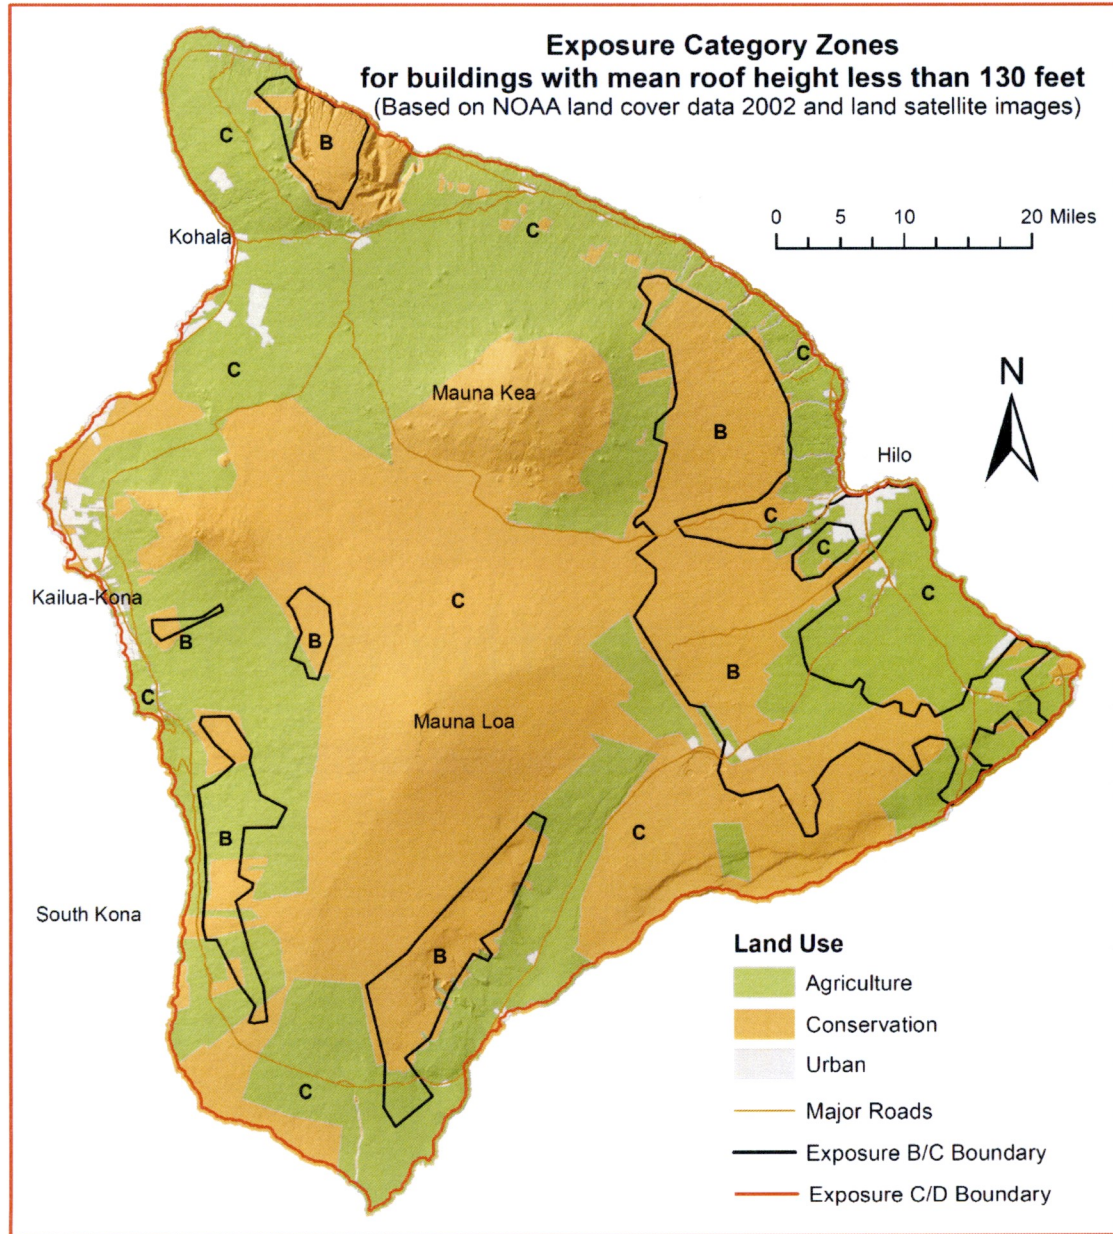 Exposure Category Zones
for buildings with mean roof height less than 130 feet
(Based on NOAA land cover data 2002 and land satellite images)
C
B
0 5 10 20 Miles
Kohala
C
N
C
C
Mauna Kea
B
Hilo
C
C
Kailua-Kona
C
C
B
B
B
C
Mauna Loa
B
C
South Kona
B
C
Land Use
Agriculture
Conservation
Urban
Major Roads
Exposure B/C Boundary
Exposure C/D Boundary